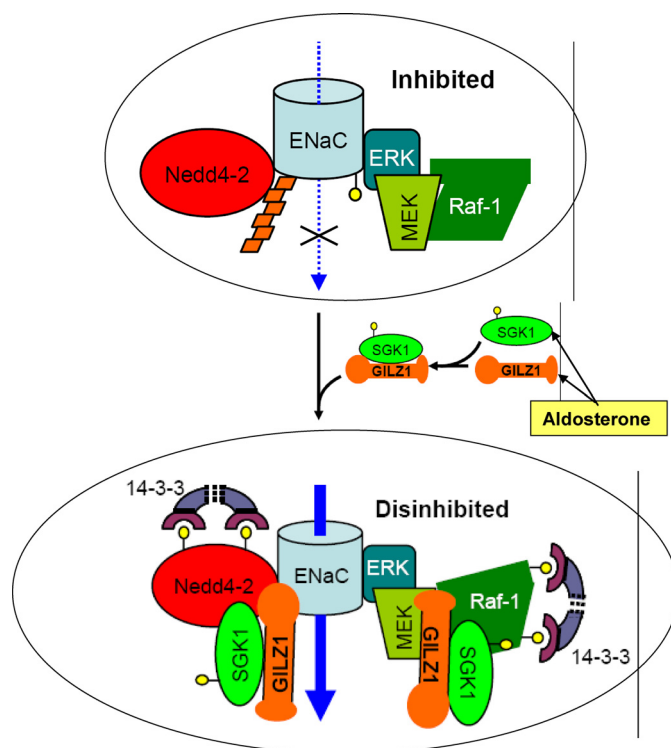 Inhibited
ENaC
Nedd4-2
ERK
MEK
Raf-1
SGK1
SGK1
GILZ1
GILZ1
Aldosterone
14-3-3
Disinhibited
Nedd4-2
ENaC
ERK
MEK
Raf-1
SGK1
GILZ1
GILZ1
SGK1
14-3-3